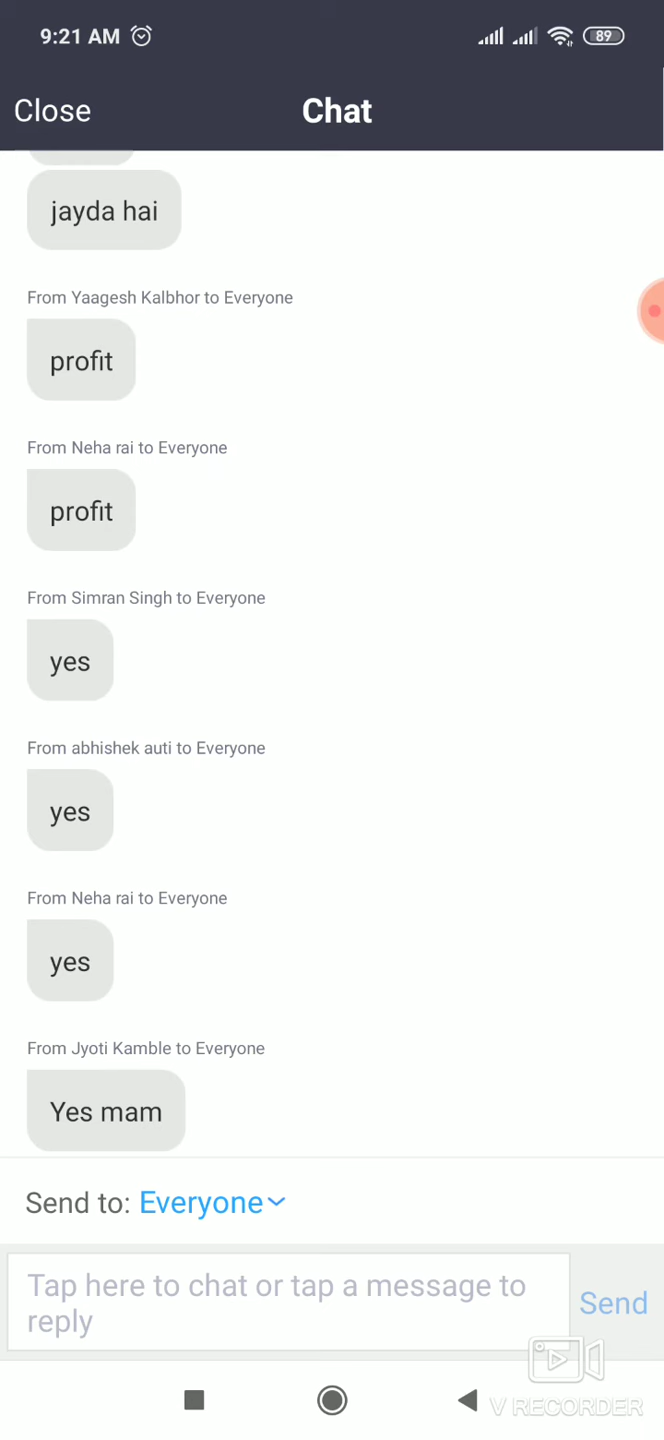 9:21 AM
89
Close
Chat
jayda hai
From Yaagesh Kalbhor to Everyone
profit
From Neha rai to Everyone
profit
From Simran Singh to Everyone
yes
From abhishek auti to Everyone
yes
From Neha rai to Everyone
yes
From Jyoti Kamble to Everyone
Yes mam
Send to: Everyone
Tap here to chat or tap a message to
reply
Send
V RECORDER